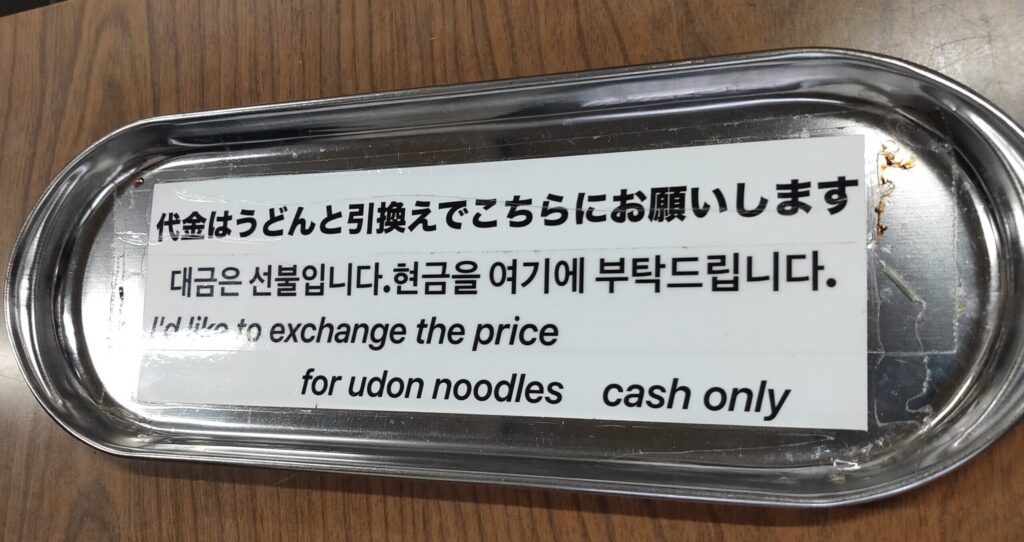 代金はうどんと引換えでこちらにお願いします
대금은 선불입니다.현금을 여기에 부탁드립니다.
I'd like to exchange the price
for udon noodles cash only